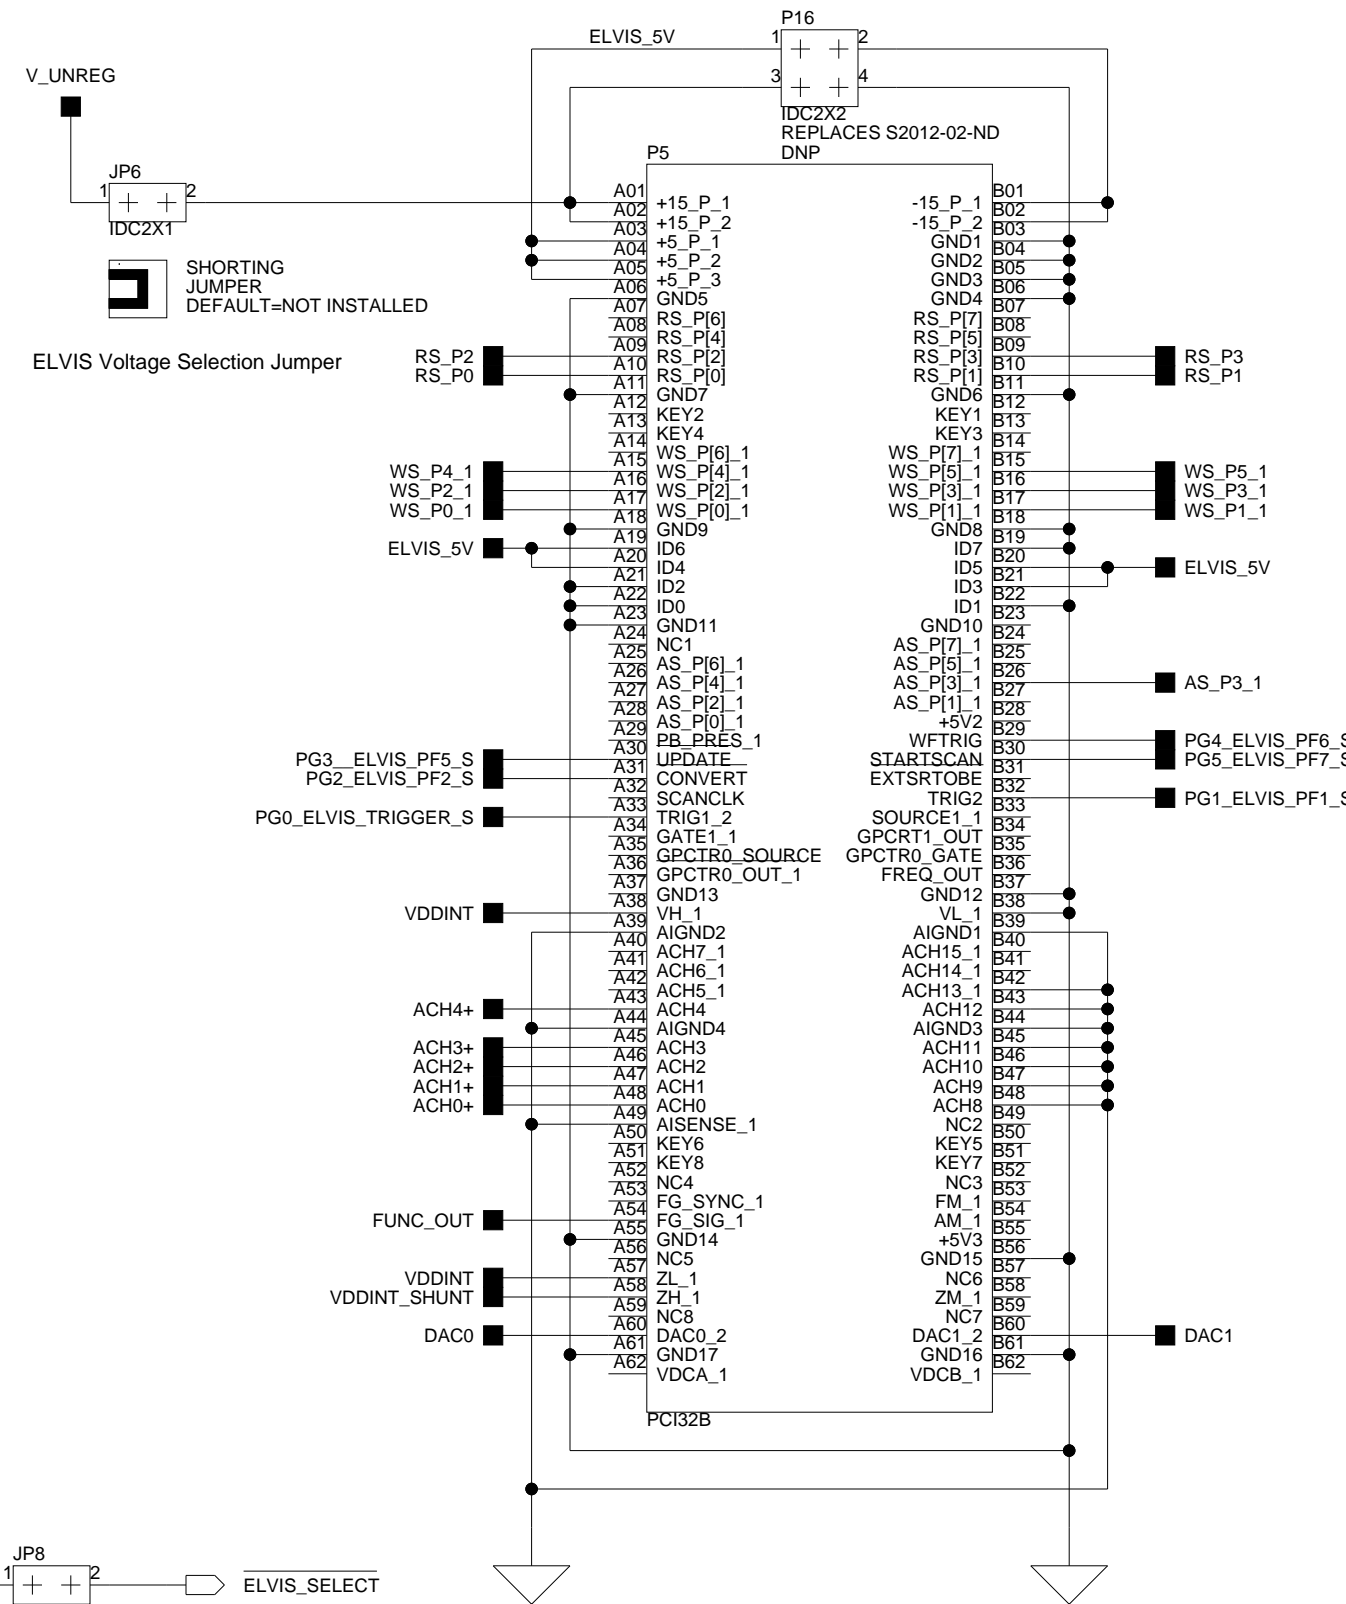 P16
ELVIS_5V
1 2
3 4
IDC2X2
REPLACES S2012-02-ND
DNP
V_UNREG
JP6
1 2
IDC2X1
SHORTING
JUMPER
DEFAULT=NOT INSTALLED
ELVIS Voltage Selection Jumper
P5
A01 +15_P_1 -15_P_1 B01
A02 +15_P_2 -15_P_2 B02
A03 +5_P_1 GND1 B03
A04 +5_P_2 GND2 B04
A05 +5_P_3 GND3 B05
A06 GND5 GND4 B06
A07 RS_P[6] RS_P[7] B07
A08 RS_P[4] RS_P[5] B08
RS_P2 A09 RS_P[2] RS_P[3] B09 RS_P3
RS_P0 A10 RS_P[0] RS_P[1] B10 RS_P1
A11 GND7 GND6 B11
A12 KEY2 KEY1 B12
A13 KEY4 KEY3 B13
A14 WS_P[6]_1 WS_P[7]_1 B14
WS_P4_1 A15 WS_P[4]_1 WS_P[5]_1 B15 WS_P5_1
WS_P2_1 A16 WS_P[2]_1 WS_P[3]_1 B16 WS_P3_1
WS_P0_1 A17 WS_P[0]_1 WS_P[1]_1 B17 WS_P1_1
A18 GND9 GND8 B18
ELVIS_5V A19 ID6 ID7 B19
A20 ID4 ID5 B20 ELVIS_5V
A21 ID2 ID3 B21
A22 ID0 ID1 B22
A23 GND11 GND10 B23
A24 NC1 AS_P[7]_1 B24
A25 AS_P[6]_1 AS_P[5]_1 B25
A26 AS_P[4]_1 AS_P[3]_1 B26 AS_P3_1
A27 AS_P[2]_1 AS_P[1]_1 B27
A28 AS_P[0]_1 +5V2 B28
A29 PB_PRES_1 WFTRIG B29 PG4_ELVIS_PF6_S
PG3__ELVIS_PF5_S A30 UPDATE STARTSCAN B30 PG5_ELVIS_PF7_S
PG2_ELVIS_PF2_S A31 CONVERT EXTSRTOBE B31
A32 SCANCLK TRIG2 B32 PG1_ELVIS_PF1_S
PG0_ELVIS_TRIGGER_S A33 TRIG1_2 SOURCE1_1 B33
A34 GATE1_1 GPCRT1_OUT B34
A35 GPCTR0_SOURCE GPCTR0_GATE B35
A36 GPCTR0_OUT_1 FREQ_OUT B36
A37 GND13 GND12 B37
VDDINT A38 VH_1 VL_1 B38
A39 AIGND2 AIGND1 B39
A40 ACH7_1 ACH15_1 B40
A41 ACH6_1 ACH14_1 B41
A42 ACH5_1 ACH13_1 B42
ACH4+ A43 ACH4 ACH12 B43
A44 AIGND4 AIGND3 B44
ACH3+ A45 ACH3 ACH11 B45
ACH2+ A46 ACH2 ACH10 B46
ACH1+ A47 ACH1 ACH9 B47
ACH0+ A48 ACH0 ACH8 B48
A49 AISENSE_1 NC2 B49
A50 KEY6 KEY5 B50
A51 KEY8 KEY7 B51
A52 NC4 NC3 B52
A53 FG_SYNC_1 FM_1 B53
FUNC_OUT A54 FG_SIG_1 AM_1 B54
A55 GND14 +5V3 B55
A56 NC5 GND15 B56
VDDINT A57 ZL_1 NC6 B57
VDDINT_SHUNT A58 ZH_1 ZM_1 B58
A59 NC8 NC7 B59
DAC0 A60 DAC0_2 DAC1_2 B60 DAC1
A61 GND17 GND16 B61
A62 VDCA_1 VDCB_1 B62
PCI32B
JP8
1 2
ELVIS_SELECT